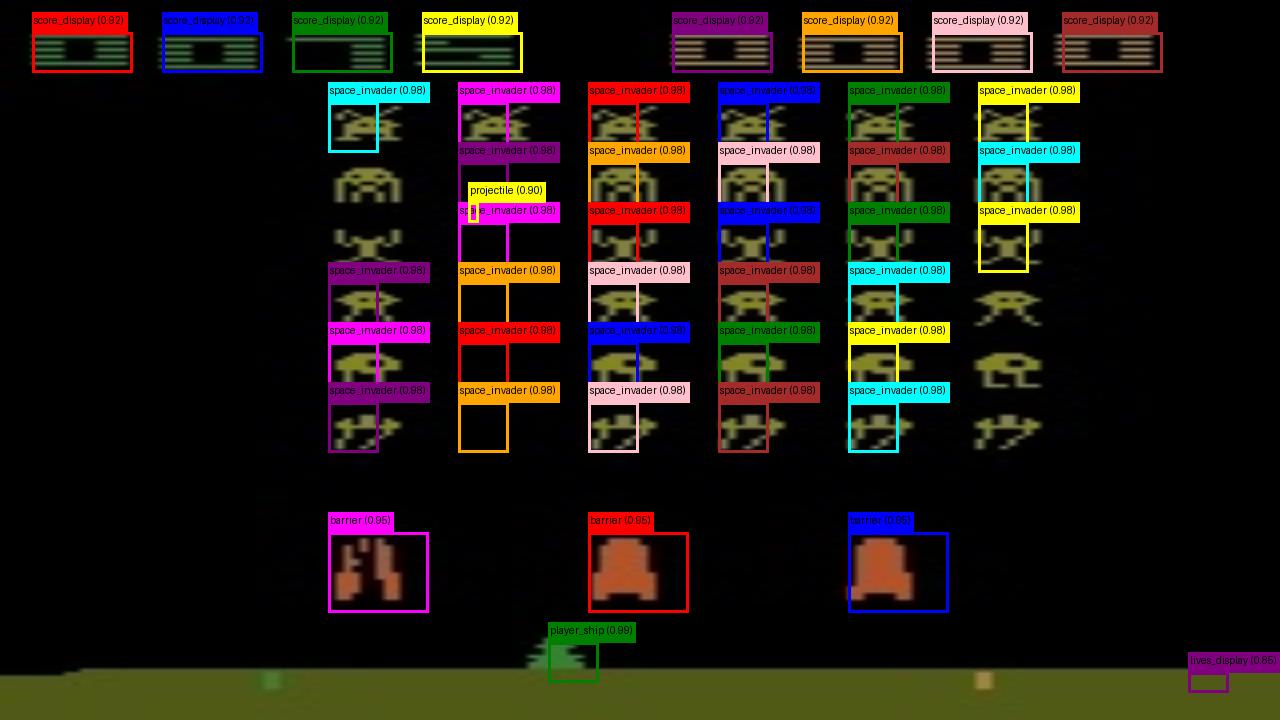 score_display (0.92) score_display (0.92) score_display (0.92) score_display (0.92) score_display (0.92) score_display (0.92) score_display (0.92) score_display (0.92)
space_invader (0.98) space_invader (0.98) space_invader (0.98) space_invader (0.98) space_invader (0.98) space_invader (0.98)
space_invader (0.98) space_invader (0.98) space_invader (0.98) space_invader (0.98) space_invader (0.98)
projectile (0.90)
space_invader (0.98) space_invader (0.98) space_invader (0.98) space_invader (0.98) space_invader (0.98)
space_invader (0.98) space_invader (0.98) space_invader (0.98) space_invader (0.98) space_invader (0.98)
space_invader (0.98) space_invader (0.98) space_invader (0.98) space_invader (0.98) space_invader (0.98)
space_invader (0.98) space_invader (0.98) space_invader (0.98) space_invader (0.98) space_invader (0.98)
barrier (0.95) barrier (0.95) barrier (0.95)
player_ship (0.99)
lives_display (0.85)